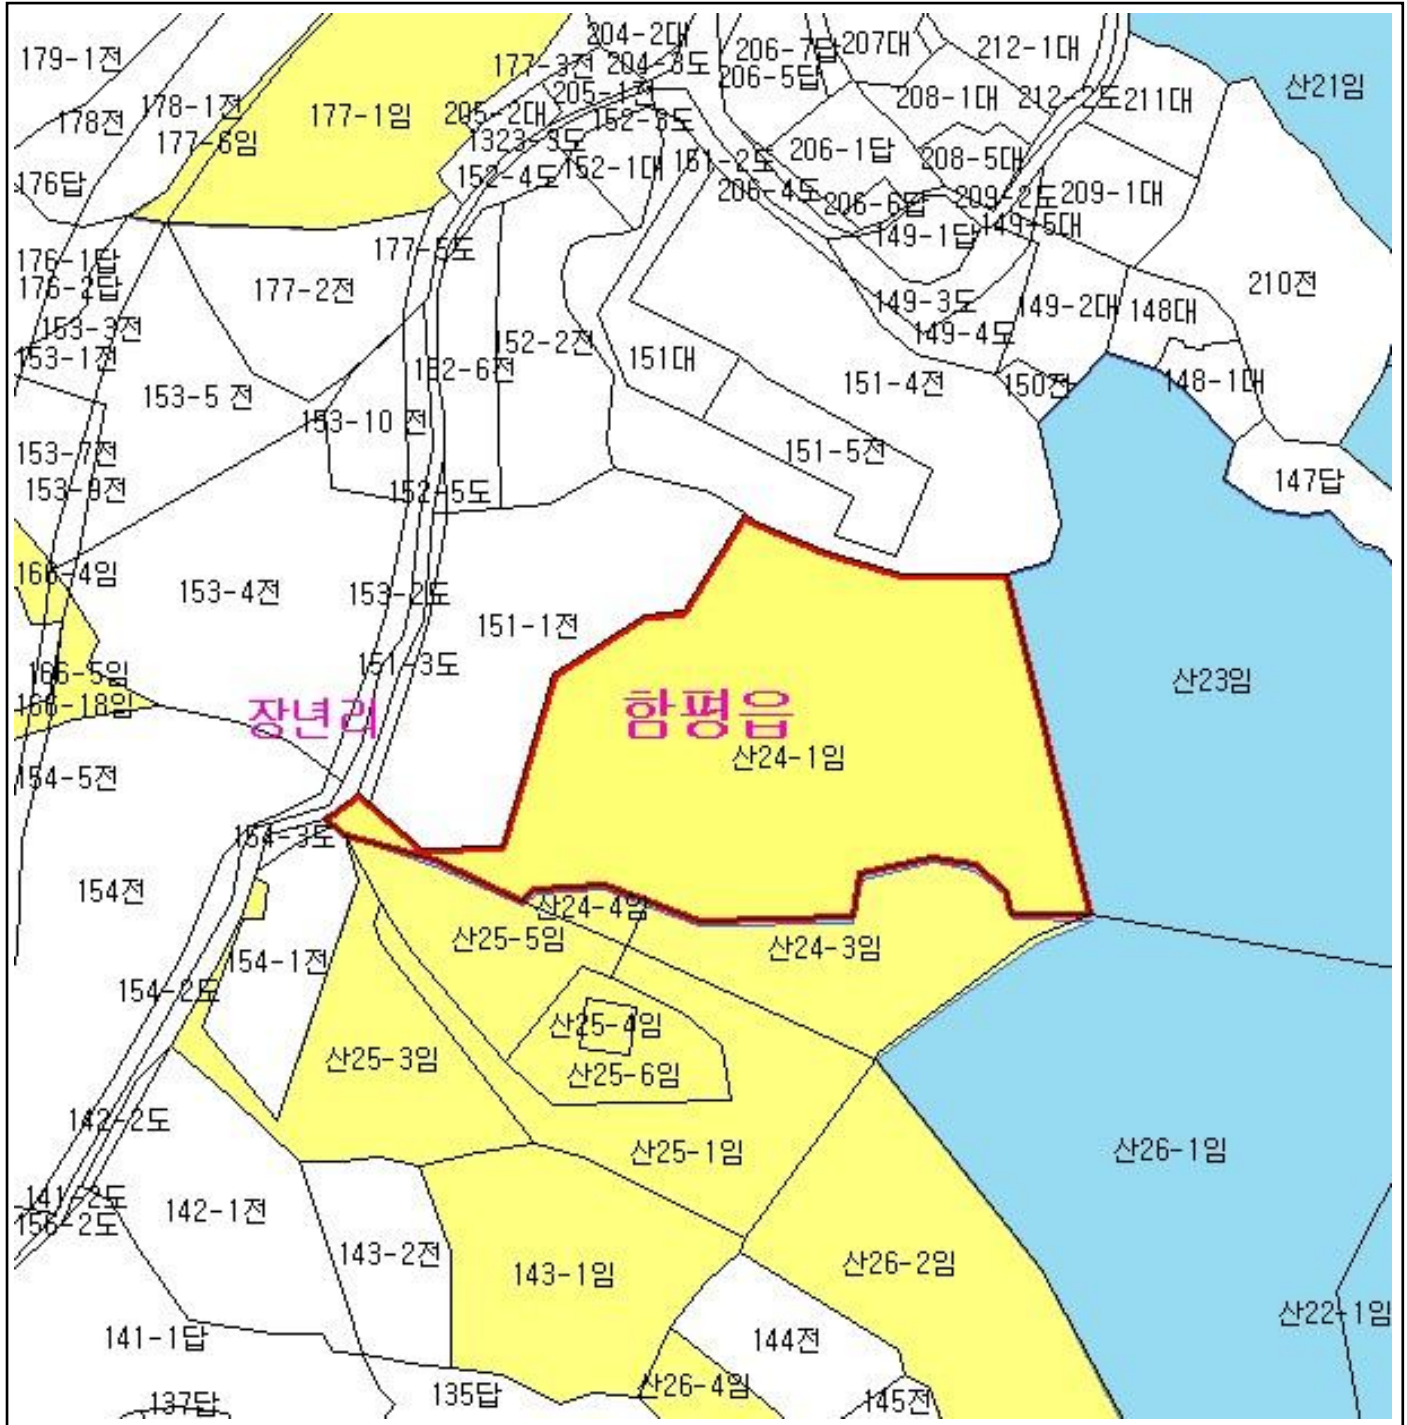 204-2대
207대
212-1대
179-1전
177-3전
204-3도
206-7답
206-5답
산21임
178-1전
177-1임
205-2대
205-1전
208-1대
212-2도
211대
178전
177-6임
1323-3도
152-8도
206-1답
208-5대
176답
152-4도
152-1대
151-2도
206-4도
206-6답
209-2도
209-1대
149-5대
176-1답
177-5도
149-1답
176-2답
177-2전
210전
153-3전
149-3도
149-2대
148대
153-1전
152-6전
152-2전
151대
149-4도
153-5 전
151-4전
150전
148-1대
153-10 전
153-7전
151-5전
153-9전
152-5도
147답
166-4임
153-4전
153-2도
151-1전
166-5임
151-3도
산23임
166-18임
장년리
함평읍
산24-1임
154-5전
154-3도
154전
산24-4임
산25-5임
산24-3임
154-1전
154-2도
산25-4임
산25-3임
산25-6임
142-2도
산25-1임
산26-1임
141-2도
156-2도
142-1전
143-2전
143-1임
산26-2임
산22-1임
141-1답
144전
137답
135답
산26-4임
145전